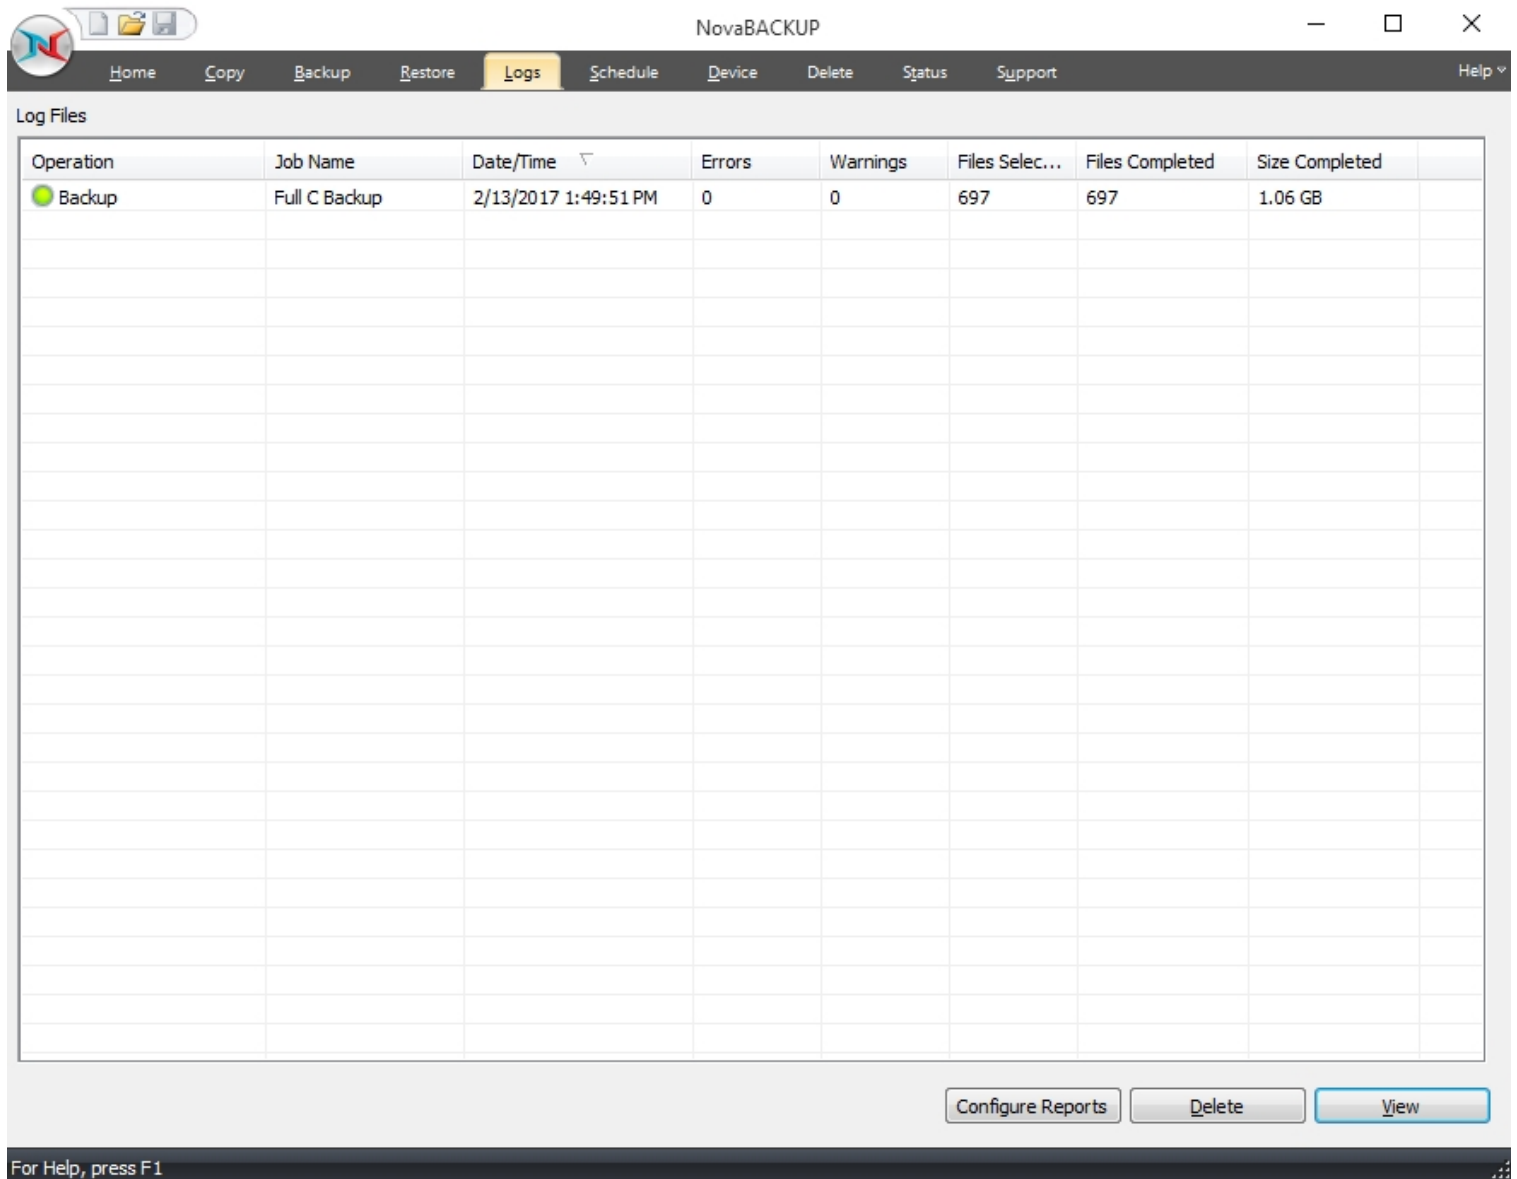 NovaBACKUP
Home Copy Backup Restore Logs Schedule Device Delete Status Support Help
Log Files
Operation Job Name Date/Time Errors Warnings Files Selec... Files Completed Size Completed
Backup Full C Backup 2/13/2017 1:49:51 PM 0 0 697 697 1.06 GB
Configure Reports Delete View
For Help, press F1